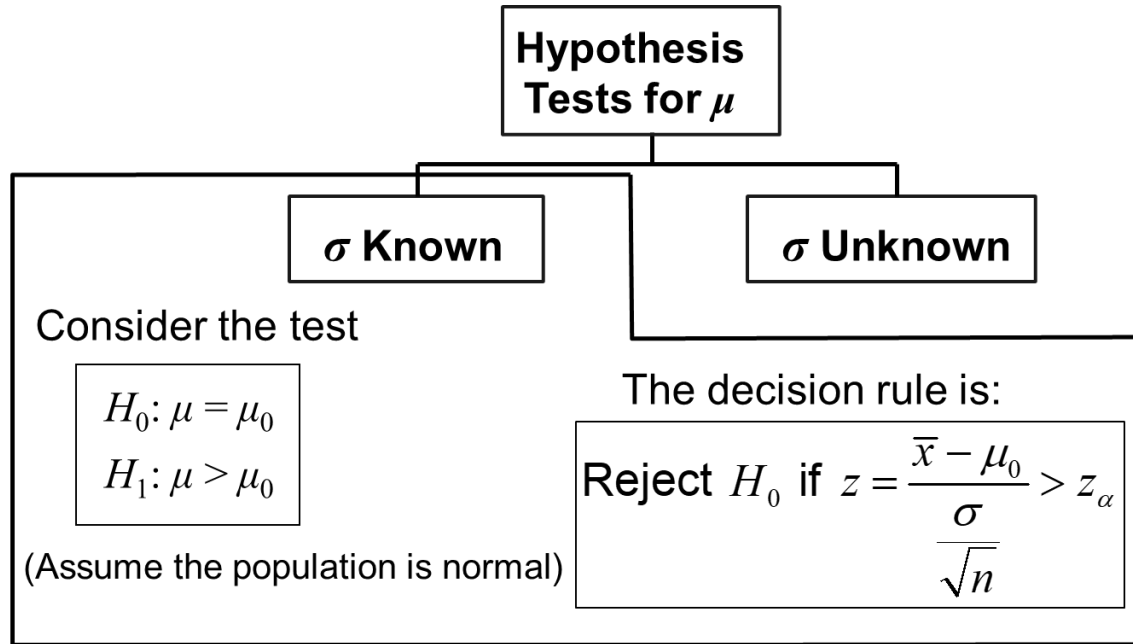 Hypothesis
Tests for μ
σ Known
σ Unknown
Consider the test
H₀: μ = μ₀
H₁: μ > μ₀
(Assume the population is normal)
The decision rule is:
Reject H₀ if z = (x̄ − μ₀) / (σ / √n) > z_α